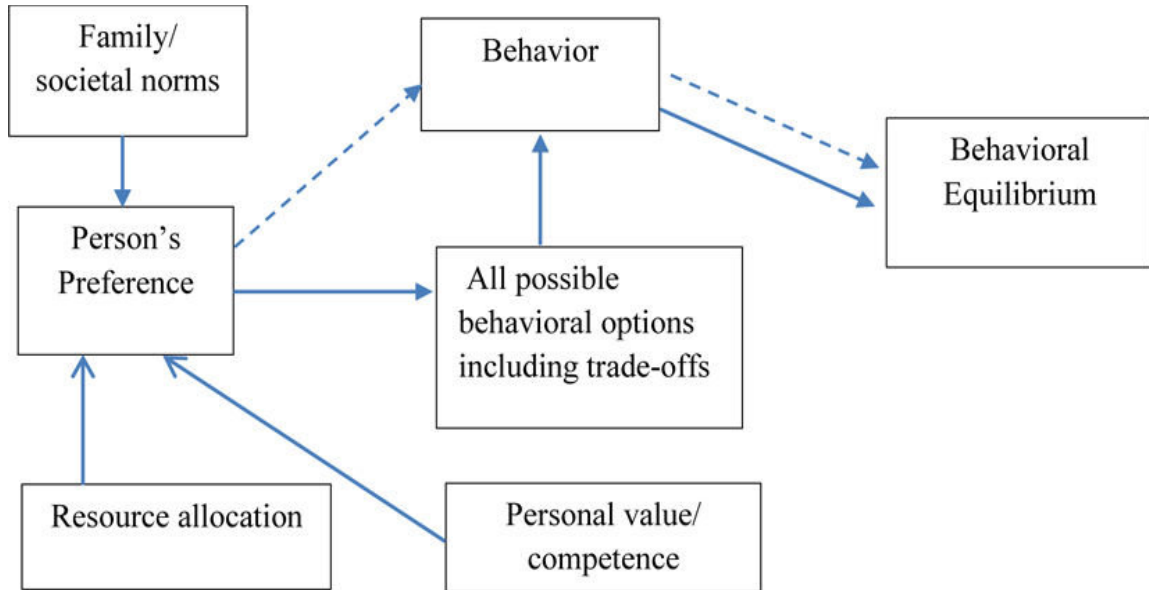 Family/
societal norms
Behavior
Behavioral
Equilibrium
Person’s
Preference
All possible
behavioral options
including trade-offs
Resource allocation
Personal value/
competence